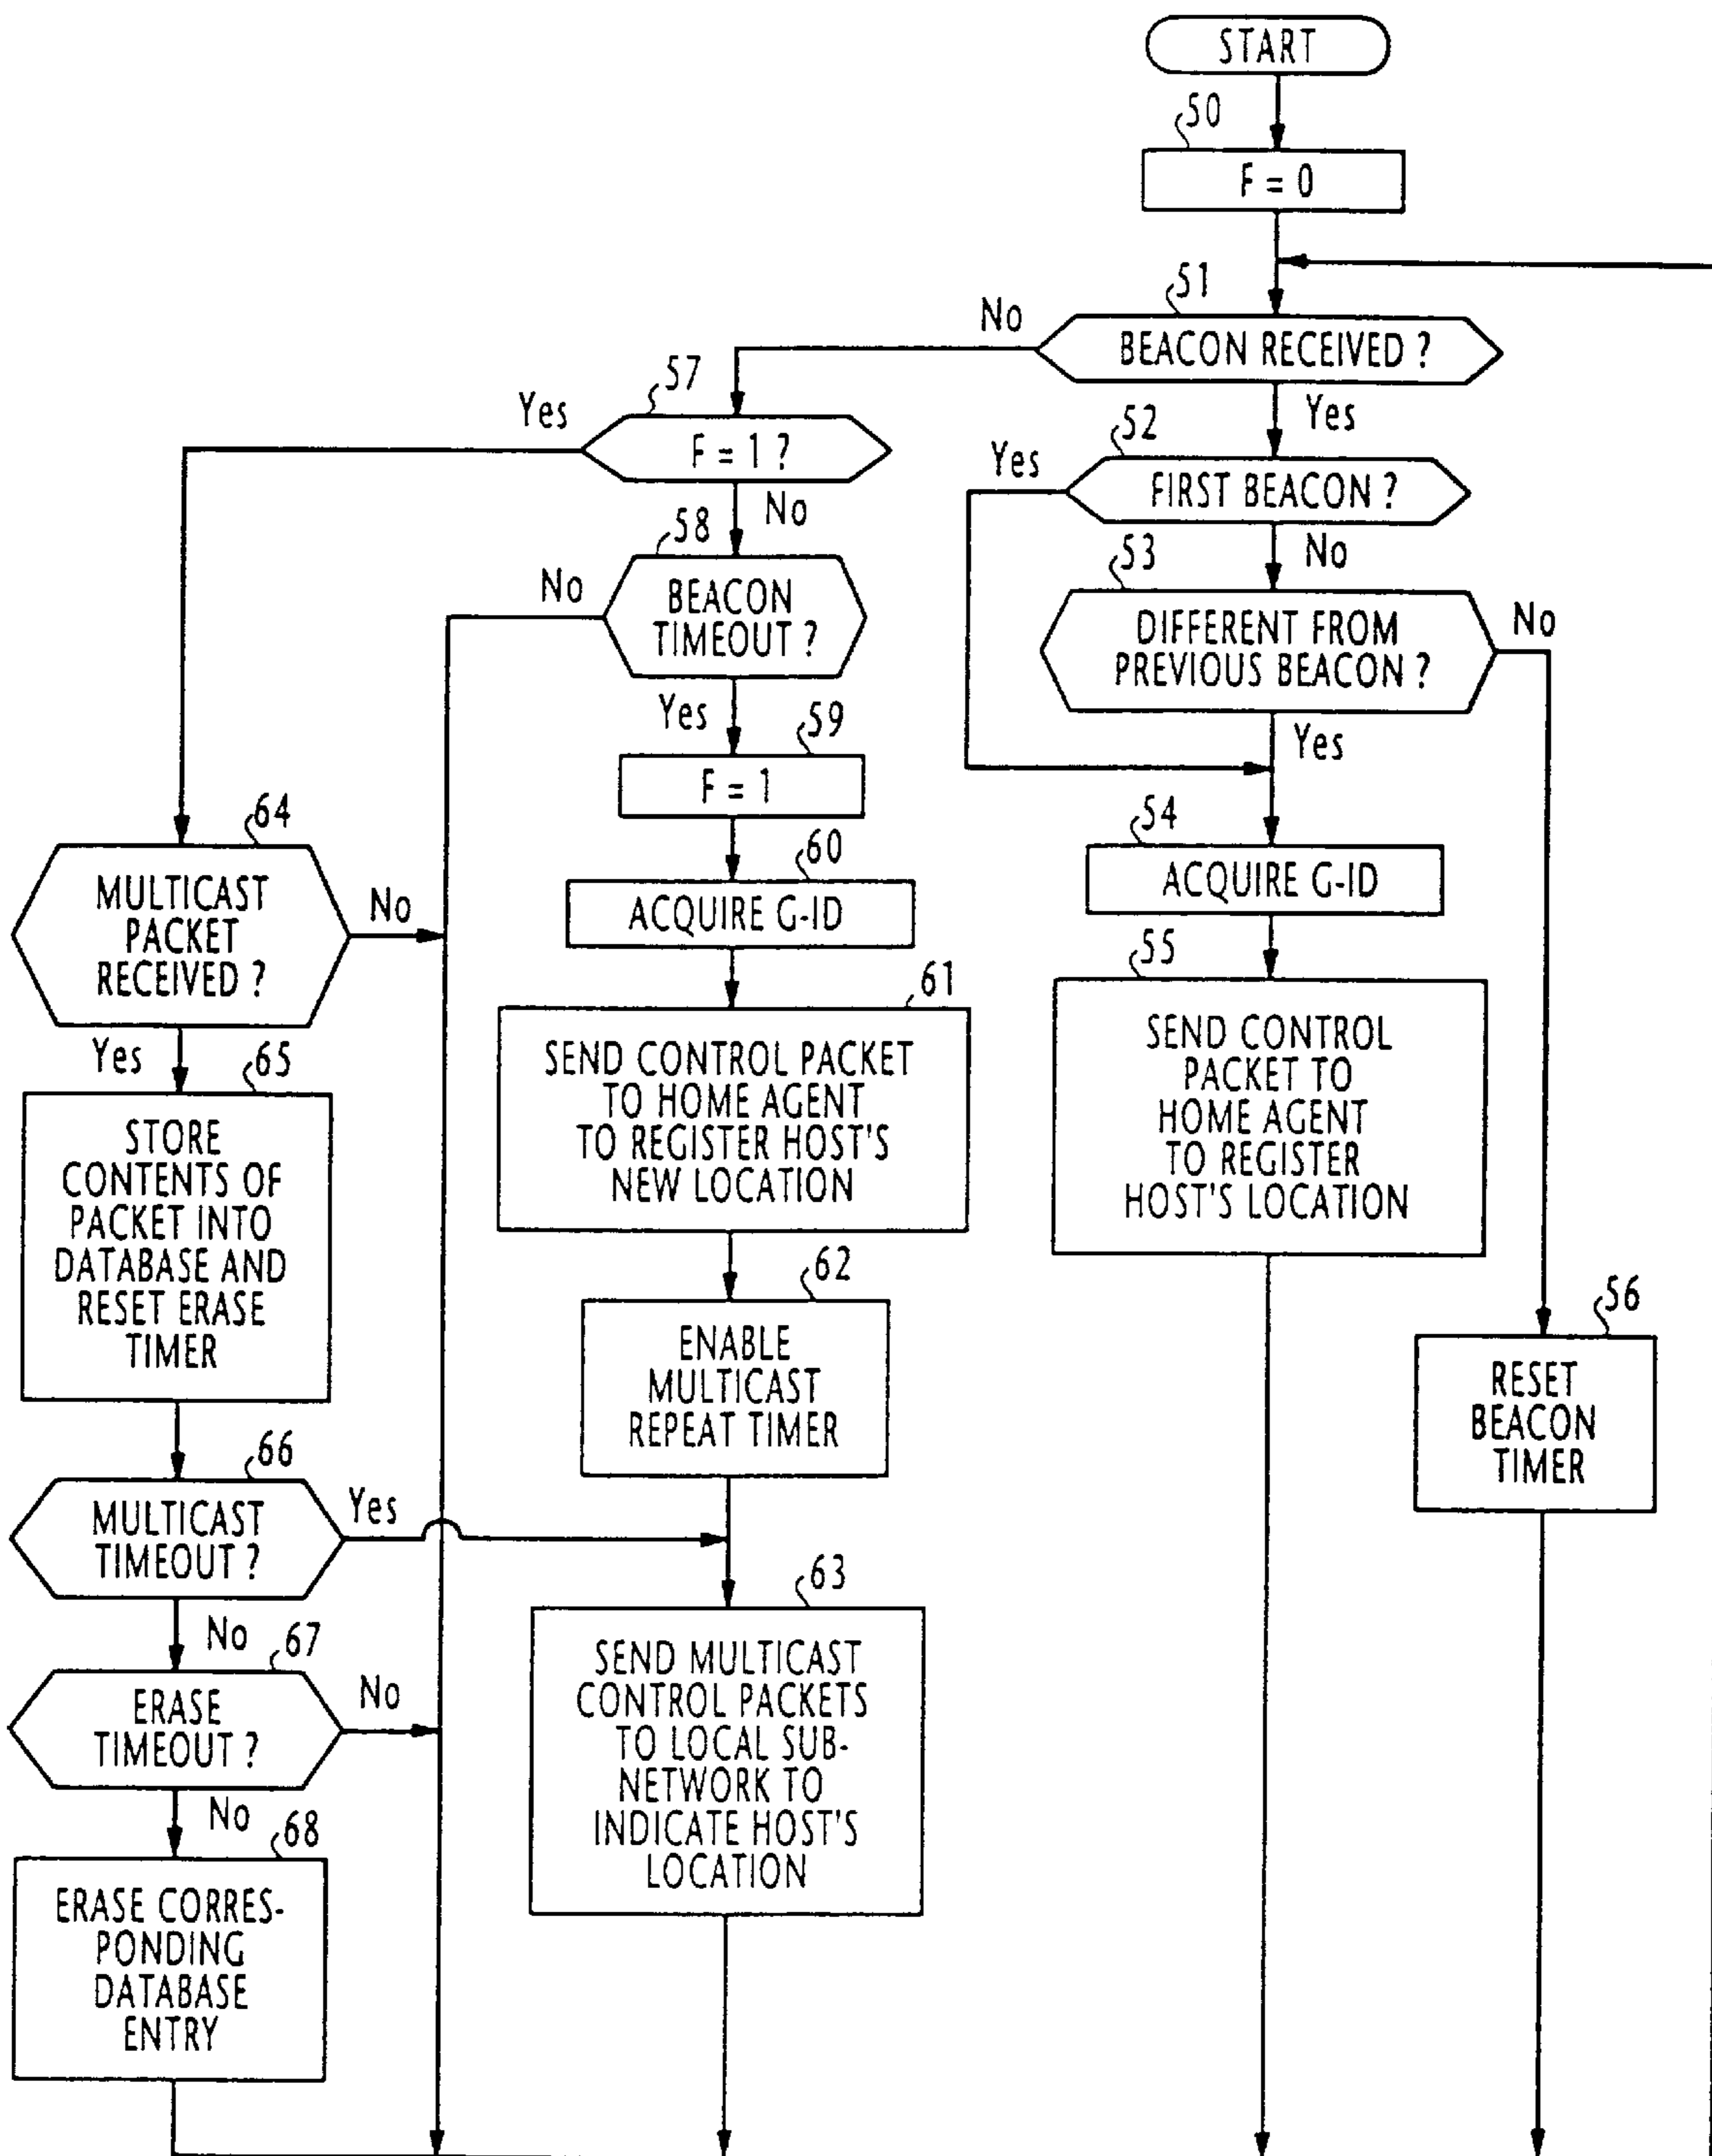 START
50
F = 0
51
No
BEACON RECEIVED ?
Yes
57
Yes
F = 1 ?
No
52
Yes
FIRST BEACON ?
No
58
No
BEACON
TIMEOUT ?
Yes
53
DIFFERENT FROM
PREVIOUS BEACON ?
No
Yes
59
F = 1
64
MULTICAST
PACKET
RECEIVED ?
No
Yes
60
ACQUIRE G-ID
54
ACQUIRE G-ID
61
SEND CONTROL PACKET
TO HOME AGENT
TO REGISTER HOST'S
NEW LOCATION
55
SEND CONTROL
PACKET TO
HOME AGENT
TO REGISTER
HOST'S LOCATION
65
STORE
CONTENTS OF
PACKET INTO
DATABASE AND
RESET ERASE
TIMER
62
ENABLE
MULTICAST
REPEAT TIMER
56
RESET
BEACON
TIMER
66
MULTICAST
TIMEOUT ?
Yes
No
63
SEND MULTICAST
CONTROL PACKETS
TO LOCAL SUB-
NETWORK TO
INDICATE HOST'S
LOCATION
67
ERASE
TIMEOUT ?
No
No
68
ERASE CORRES-
PONDING
DATABASE
ENTRY